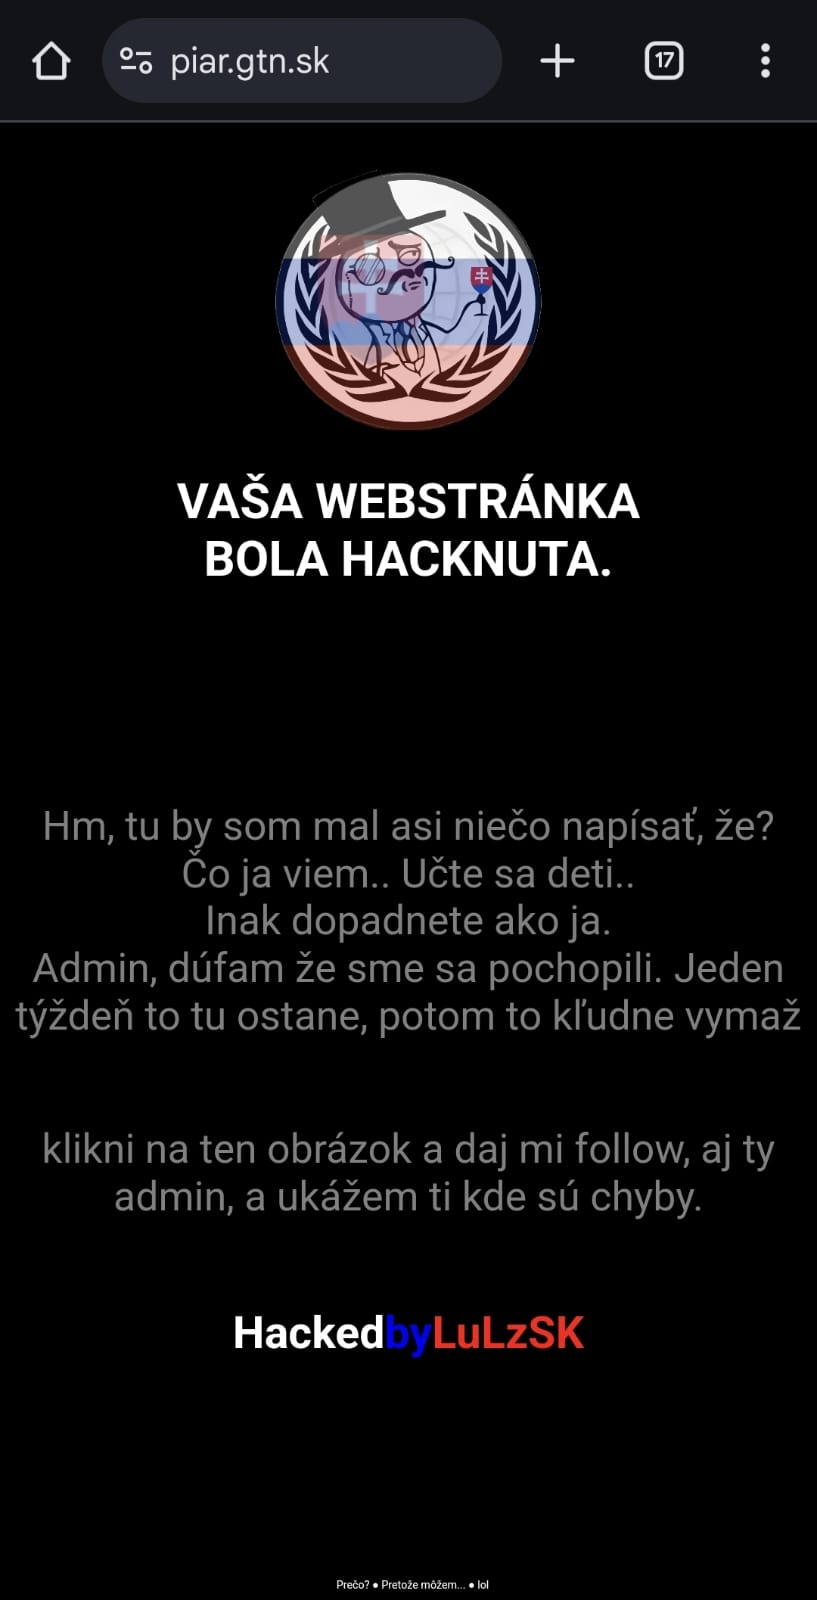 piar.gtn.sk
17
VAŠA WEBSTRÁNKA
BOLA HACKNUTA.
Hm, tu by som mal asi niečo napísať, že?
Čo ja viem.. Učte sa deti..
Inak dopadnete ako ja.
Admin, dúfam že sme sa pochopili. Jeden
týždeň to tu ostane, potom to kľudne vymaž
klikni na ten obrázok a daj mi follow, aj ty
admin, a ukážem ti kde sú chyby.
HackedbyLuLzSK
Prečo? ● Pretože môžem... ● lol